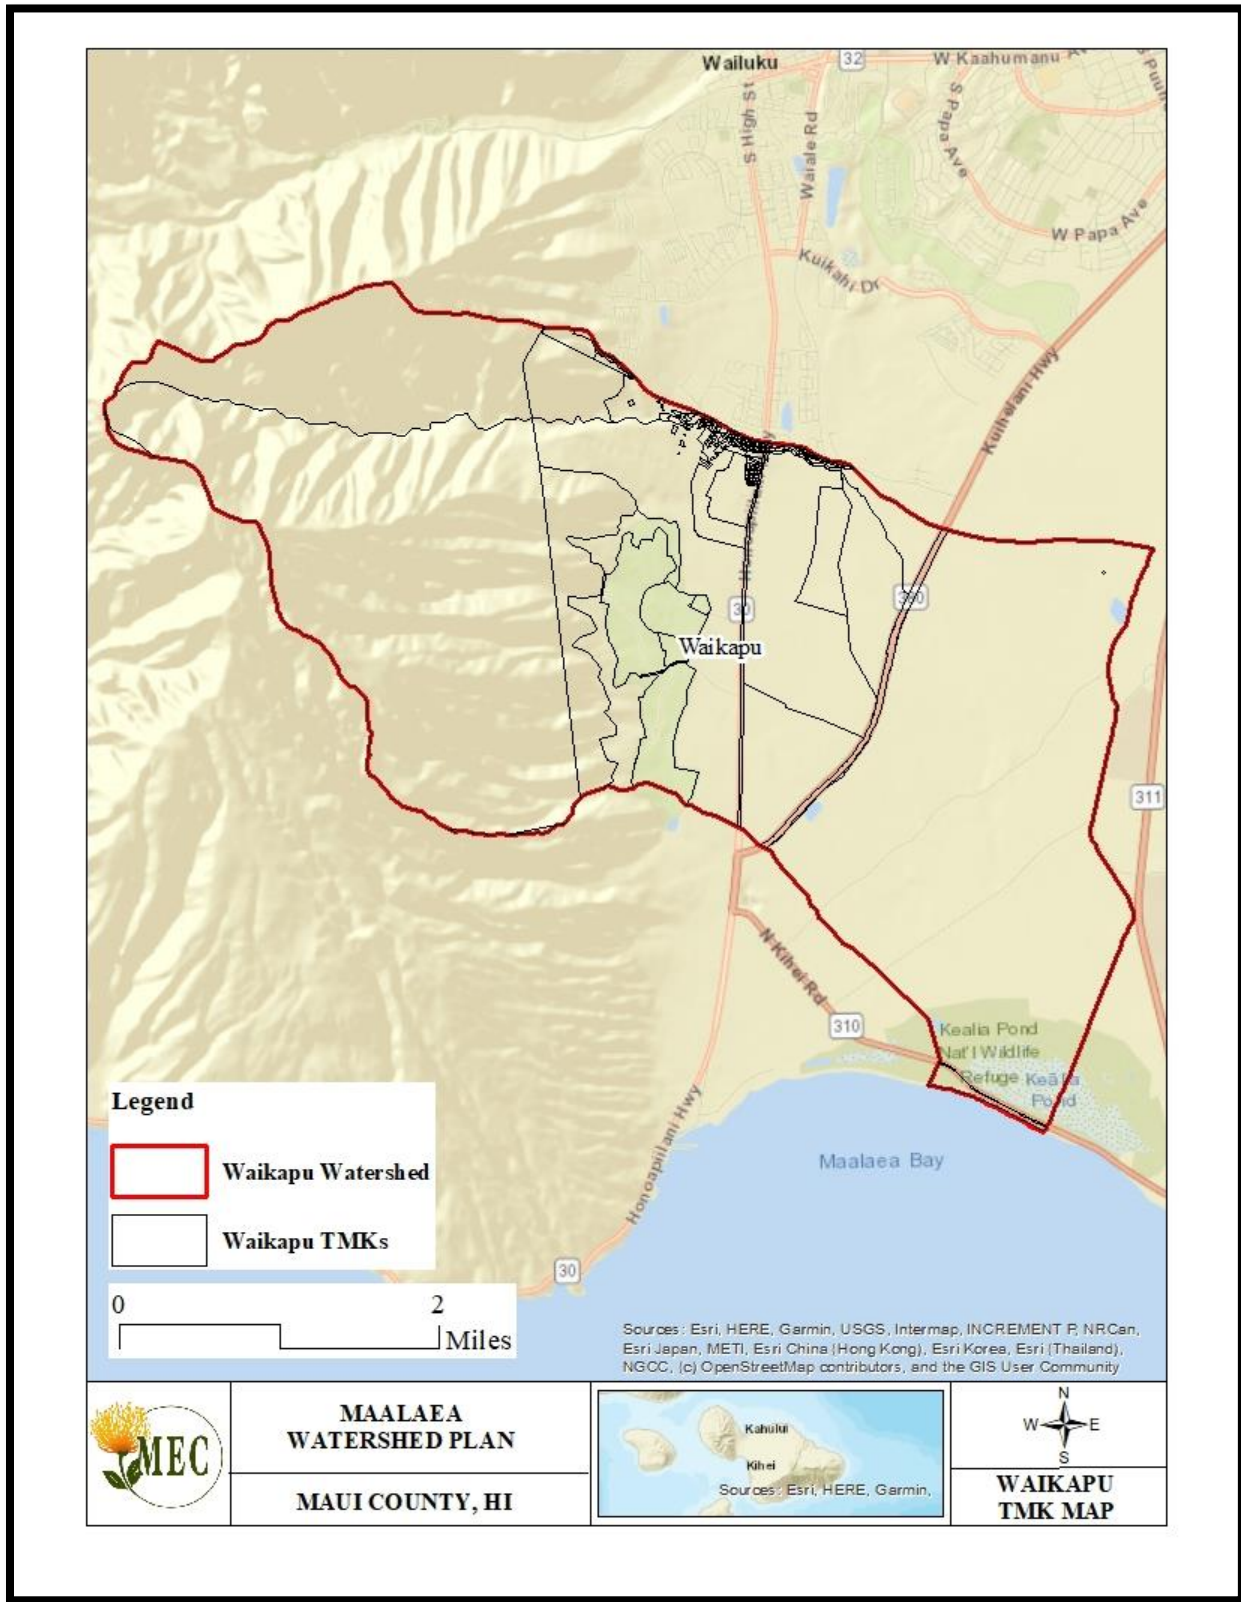 Wailuku
32
W Kaahumanu
S High St
Waiale Rd
S Papa Ave
W Papa Ave
Kuikahi Dr
Kuihelani Hwy
30
Waikapu
311
N Kihei Rd
310
Kealia Pond
Nat'l Wildlife
Refuge
Keālia
Pond
Maalaea Bay
Honoapiilani Hwy
30
Legend
Waikapu Watershed
Waikapu TMKs
0 2
Miles
Sources: Esri, HERE, Garmin, USGS, Intermap, INCREMENT P, NRCan,
Esri Japan, METI, Esri China (Hong Kong), Esri Korea, Esri (Thailand),
NGCC, (c) OpenStreetMap contributors, and the GIS User Community
MEC
MAALAEA
WATERSHED PLAN
MAUI COUNTY, HI
Kahului
Kihei
Sources: Esri, HERE, Garmin,
N
W E
S
WAIKAPU
TMK MAP